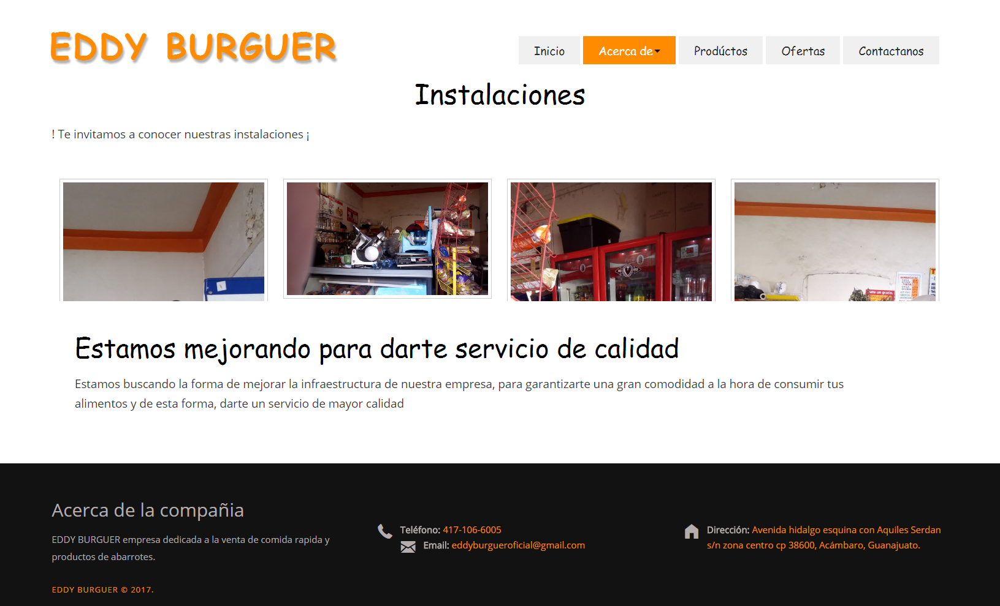 EDDY BURGUER
Inicio
Acerca de
Prodúctos
Ofertas
Contactanos
Instalaciones
! Te invitamos a conocer nuestras instalaciones ¡
Estamos mejorando para darte servicio de calidad
Estamos buscando la forma de mejorar la infraestructura de nuestra empresa, para garantizarte una gran comodidad a la hora de consumir tus
alimentos y de esta forma, darte un servicio de mayor calidad
Acerca de la compañia
EDDY BURGUER empresa dedicada a la venta de comida rapida y
productos de abarrotes.
EDDY BURGUER © 2017.
Teléfono: 417-106-6005
Email: eddyburgueroficial@gmail.com
Dirección: Avenida hidalgo esquina con Aquiles Serdan
s/n zona centro cp 38600, Acámbaro, Guanajuato.